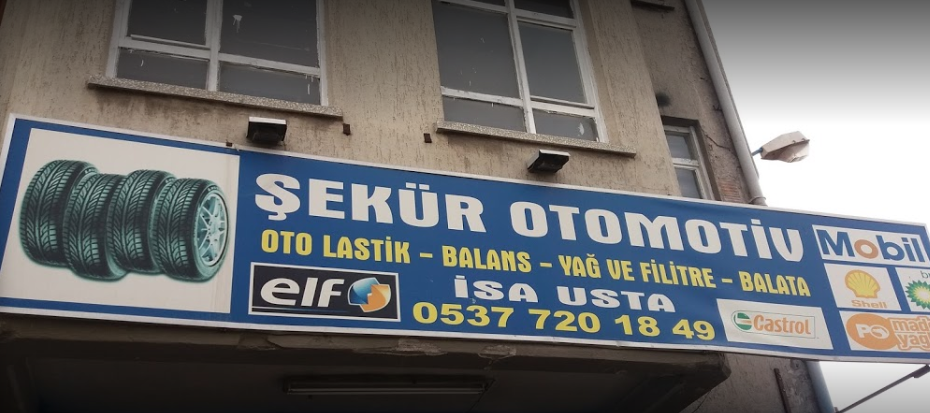 ŞEKÜR OTOMOTİV
OTO LASTİK - BALANS - YAĞ VE FİLİTRE - BALATA
İSA USTA
0537 720 18 49
elf
Mobil
Shell
Castrol
PO